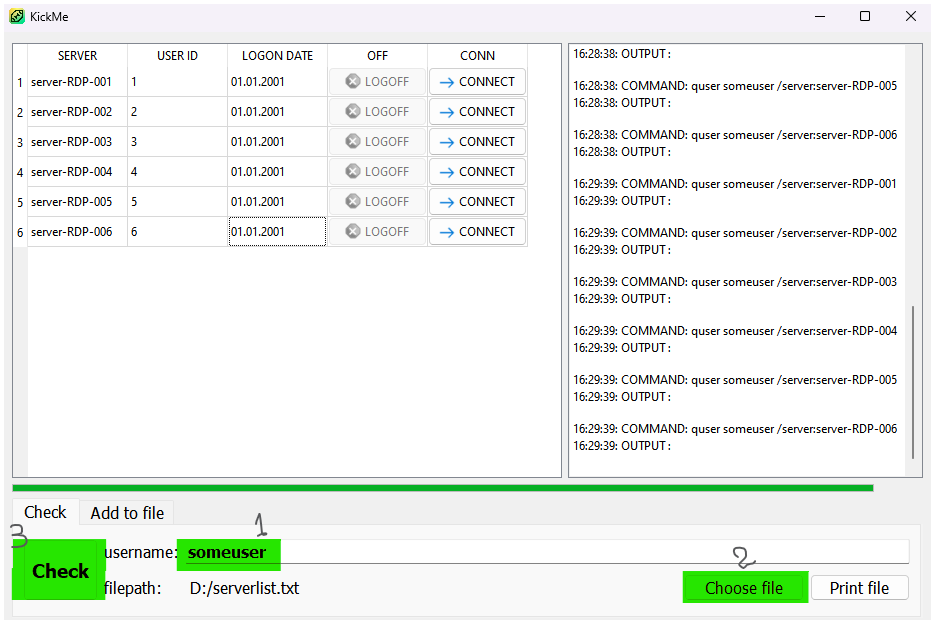 KickMe
SERVER USER ID LOGON DATE OFF CONN
1 server-RDP-001 1 01.01.2001 LOGOFF CONNECT
2 server-RDP-002 2 01.01.2001 LOGOFF CONNECT
3 server-RDP-003 3 01.01.2001 LOGOFF CONNECT
4 server-RDP-004 4 01.01.2001 LOGOFF CONNECT
5 server-RDP-005 5 01.01.2001 LOGOFF CONNECT
6 server-RDP-006 6 01.01.2001 LOGOFF CONNECT
16:28:38: OUTPUT :
16:28:38: COMMAND: quser someuser /server:server-RDP-005
16:28:38: OUTPUT :
16:28:38: COMMAND: quser someuser /server:server-RDP-006
16:28:38: OUTPUT :
16:29:39: COMMAND: quser someuser /server:server-RDP-001
16:29:39: OUTPUT :
16:29:39: COMMAND: quser someuser /server:server-RDP-002
16:29:39: OUTPUT :
16:29:39: COMMAND: quser someuser /server:server-RDP-003
16:29:39: OUTPUT :
16:29:39: COMMAND: quser someuser /server:server-RDP-004
16:29:39: OUTPUT :
16:29:39: COMMAND: quser someuser /server:server-RDP-005
16:29:39: OUTPUT :
16:29:39: COMMAND: quser someuser /server:server-RDP-006
16:29:39: OUTPUT :
Check Add to file
1
3
username: someuser
2
Check
filepath: D:/serverlist.txt Choose file Print file